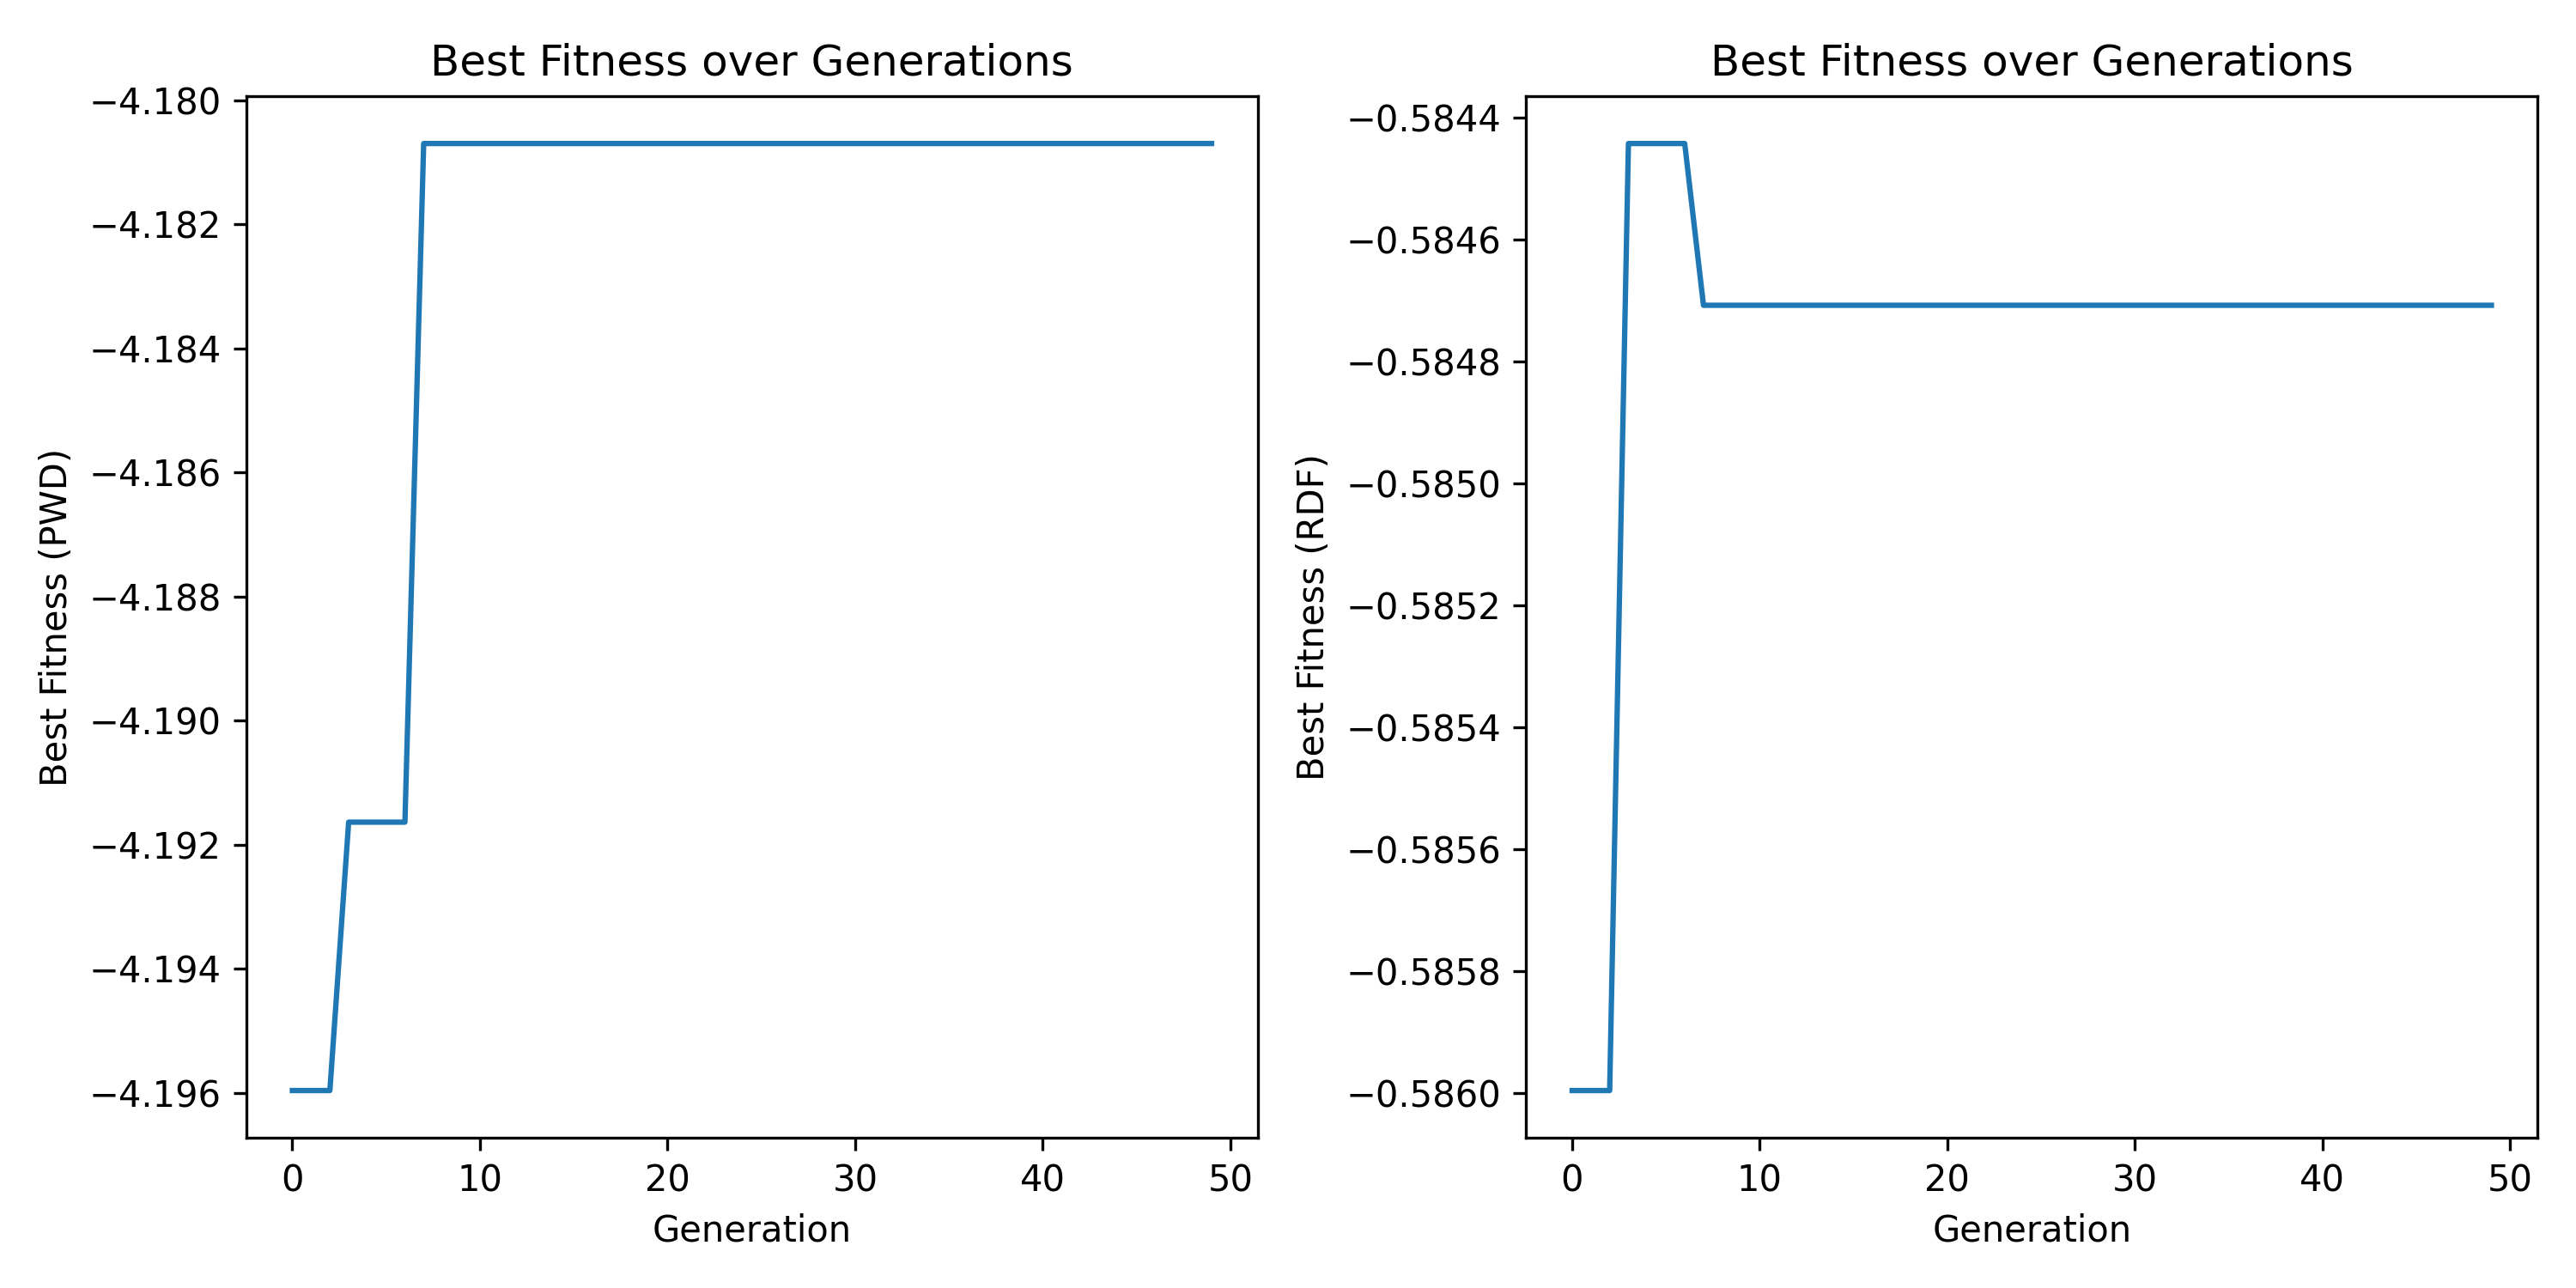 Best Fitness over Generations
Best Fitness (PWD)
−4.180
−4.182
−4.184
−4.186
−4.188
−4.190
−4.192
−4.194
−4.196
0 10 20 30 40 50
Generation
Best Fitness over Generations
Best Fitness (RDF)
−0.5844
−0.5846
−0.5848
−0.5850
−0.5852
−0.5854
−0.5856
−0.5858
−0.5860
0 10 20 30 40 50
Generation